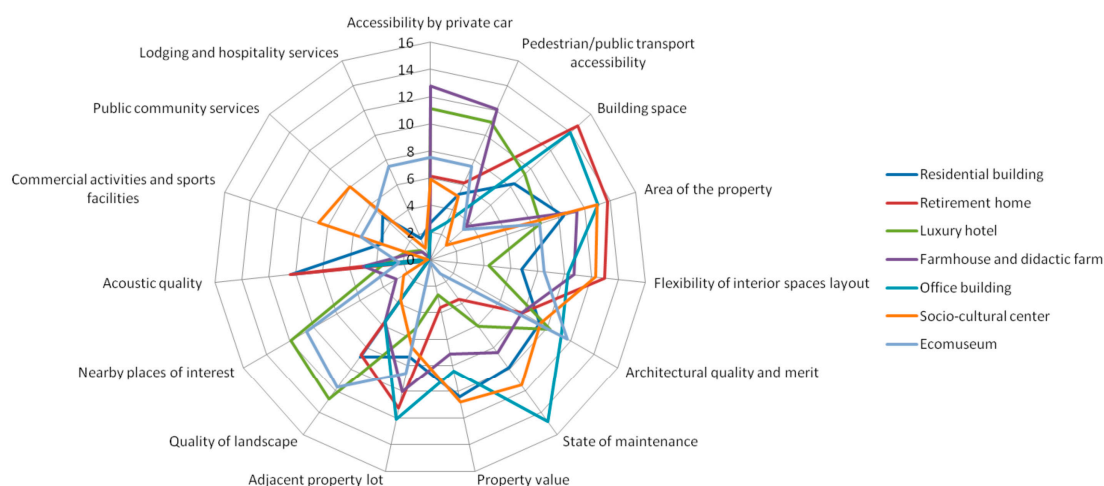 Accessibility by private car
Pedestrian/public transport
accessibility
Building space
Area of the property
Flexibility of interior spaces layout
Architectural quality and merit
State of maintenance
Property value
Adjacent property lot
Quality of landscape
Nearby places of interest
Acoustic quality
Commercial activities and sports
facilities
Public community services
Lodging and hospitality services
16
14
12
10
8
6
4
2
0
Residential building
Retirement home
Luxury hotel
Farmhouse and didactic farm
Office building
Socio-cultural center
Ecomuseum